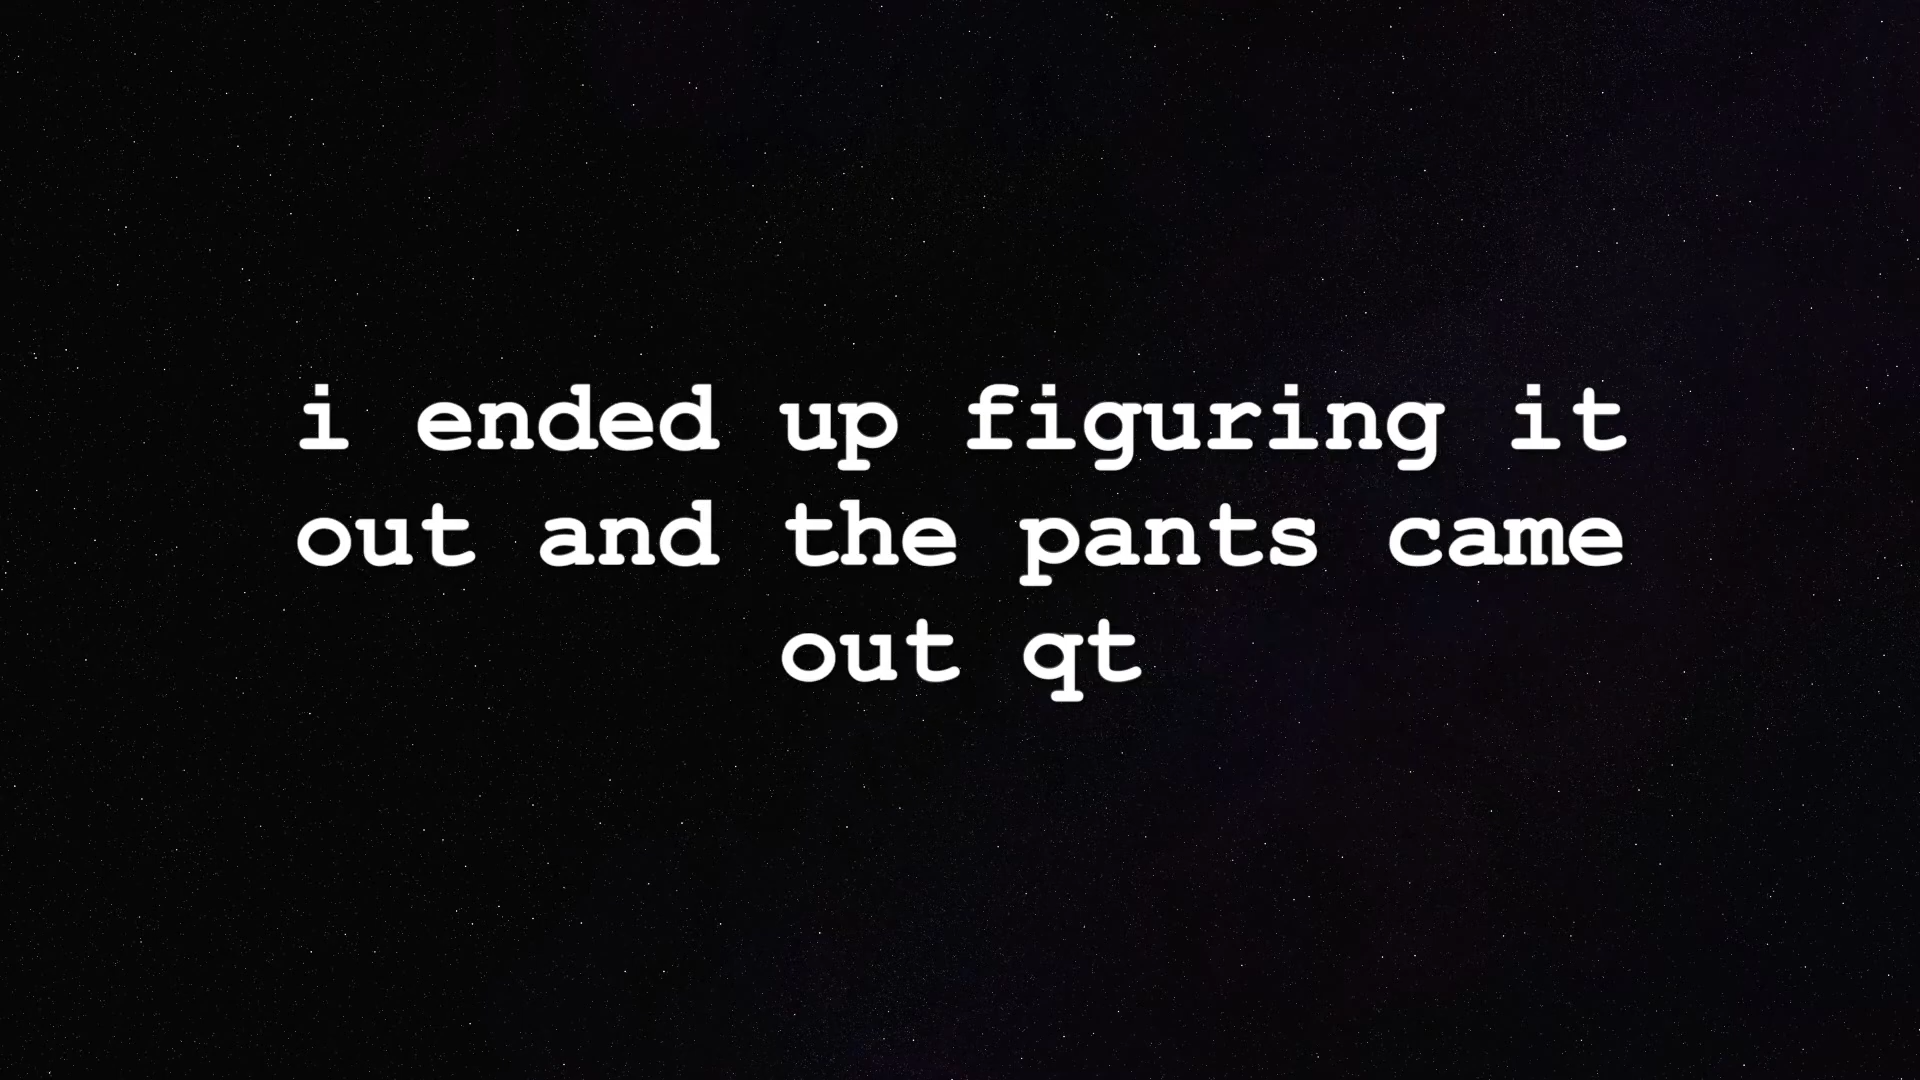 i ended up figuring it
out and the pants came
out qt